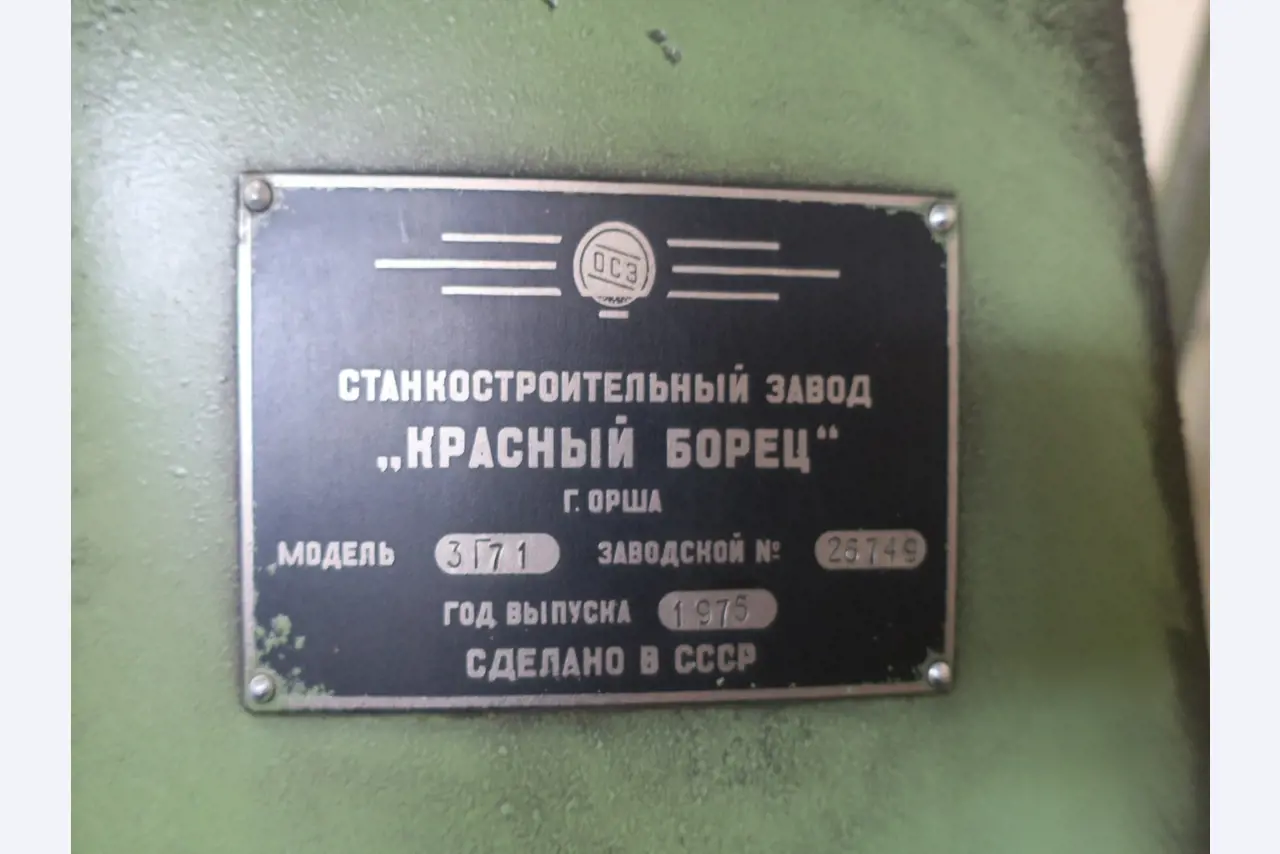 ОСЗ
СТАНКОСТРОИТЕЛЬНЫЙ ЗАВОД
„КРАСНЫЙ БОРЕЦ“
Г. ОРША
МОДЕЛЬ 3Г71 ЗАВОДСКОЙ № 26749
ГОД ВЫПУСКА 1975
СДЕЛАНО В СССР